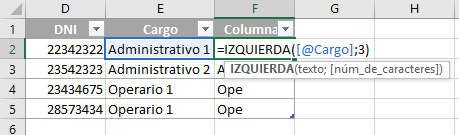 D E F G H
1 DNI Cargo Columna
2 22342322 Administrativo 1 =IZQUIERDA([@Cargo];3)
3 23542323 Administrativo 2 A IZQUIERDA(texto; [núm_de_caracteres])
4 23434675 Operario 1 Ope
5 28573434 Operario 1 Ope